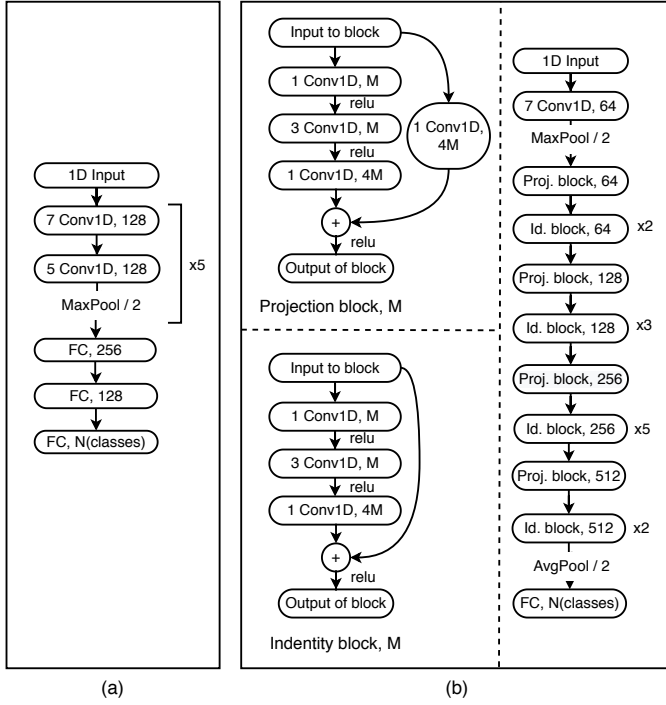 1D Input
7 Conv1D, 128
5 Conv1D, 128
x5
MaxPool / 2
FC, 256
FC, 128
FC, N(classes)
(a)
Input to block
1 Conv1D, M
relu
3 Conv1D, M
relu
1 Conv1D, 4M
1 Conv1D,
4M
+
relu
Output of block
Projection block, M
Input to block
1 Conv1D, M
relu
3 Conv1D, M
relu
1 Conv1D, 4M
+
relu
Output of block
Indentity block, M
1D Input
7 Conv1D, 64
MaxPool / 2
Proj. block, 64
Id. block, 64
x2
Proj. block, 128
Id. block, 128
x3
Proj. block, 256
Id. block, 256
x5
Proj. block, 512
Id. block, 512
x2
AvgPool / 2
FC, N(classes)
(b)